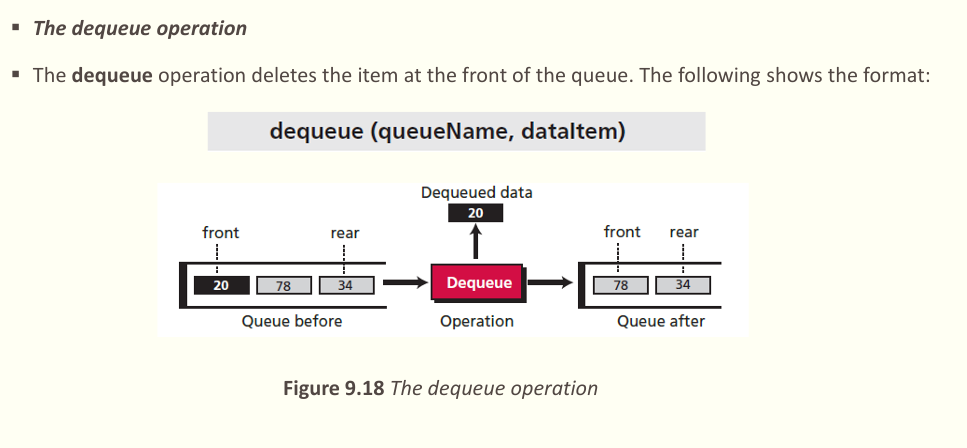 ▪ The dequeue operation
▪ The dequeue operation deletes the item at the front of the queue. The following shows the format:
dequeue (queueName, dataItem)
Dequeued data
20
front rear front rear
20 78 34 Dequeue 78 34
Queue before Operation Queue after
Figure 9.18 The dequeue operation